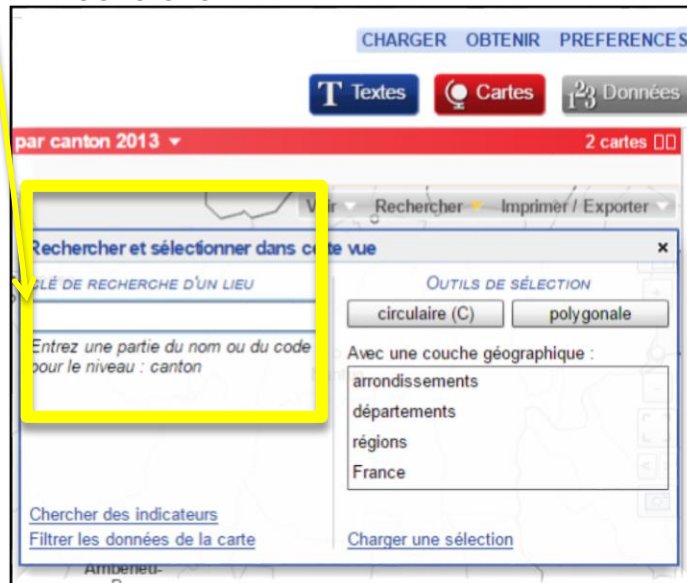 CHARGER OBTENIR PREFERENCES
T Textes Cartes 123 Données
par canton 2013 2 cartes
Rechercher Imprimer / Exporter
Rechercher et sélectionner dans cette vue ×
CLÉ DE RECHERCHE D'UN LIEU
Entrez une partie du nom ou du code
pour le niveau : canton
OUTILS DE SÉLECTION
circulaire (C) polygonale
Avec une couche géographique :
arrondissements
départements
régions
France
Chercher des indicateurs
Filtrer les données de la carte
Charger une sélection